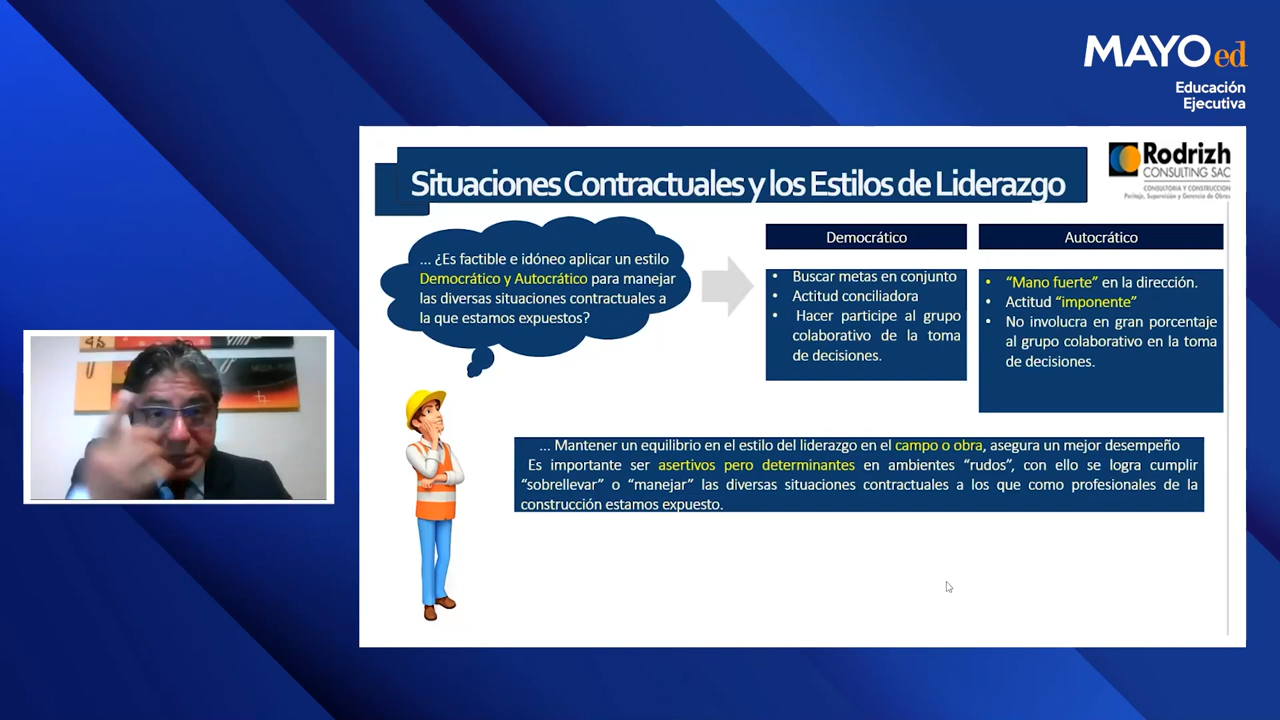 MAYO ed
Educación
Ejecutiva
Situaciones Contractuales y los Estilos de Liderazgo
Rodrizh
CONSULTING SAC
CONSULTORIA Y CONSTRUCCION
Peritaje, Supervisión y Gerencia de Obras
... ¿Es factible e idóneo aplicar un estilo
Democrático y Autocrático para manejar
las diversas situaciones contractuales a
la que estamos expuestos?
Democrático
• Buscar metas en conjunto
• Actitud conciliadora
• Hacer participe al grupo
colaborativo de la toma
de decisiones.
Autocrático
• “Mano fuerte” en la dirección.
• Actitud “imponente”
• No involucra en gran porcentaje
al grupo colaborativo en la toma
de decisiones.
... Mantener un equilibrio en el estilo del liderazgo en el campo o obra, asegura un mejor desempeño
Es importante ser asertivos pero determinantes en ambientes “rudos”, con ello se logra cumplir
“sobrellevar” o “manejar” las diversas situaciones contractuales a los que como profesionales de la
construcción estamos expuesto.